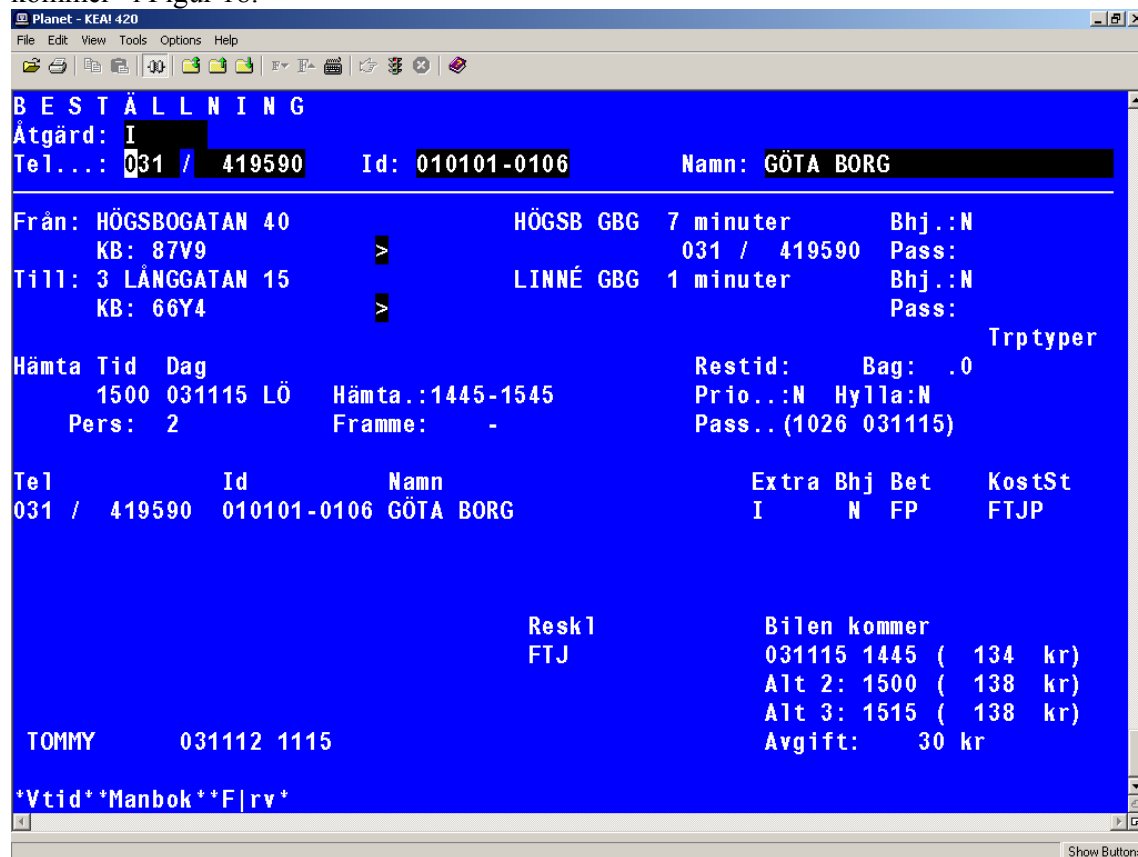 kommer" i Figur 18.
Planet - KEA! 420
File Edit View Tools Options Help
B E S T Ä L L N I N G
Åtgärd: I
Tel...: 031 / 419590 Id: 010101-0106 Namn: GÖTA BORG
Från: HÖGSBOGATAN 40 HÖGSB GBG 7 minuter Bhj.:N
KB: 87V9 > 031 / 419590 Pass:
Till: 3 LÅNGGATAN 15 LINNÉ GBG 1 minuter Bhj.:N
KB: 66Y4 > Pass:
Trptyper
Hämta Tid Dag Restid: Bag: .0
1500 031115 LÖ Hämta.:1445-1545 Prio..:N Hylla:N
Pers: 2 Framme: - Pass..(1026 031115)
Tel Id Namn Extra Bhj Bet KostSt
031 / 419590 010101-0106 GÖTA BORG I N FP FTJP
Reskl Bilen kommer
FTJ 031115 1445 ( 134 kr)
Alt 2: 1500 ( 138 kr)
Alt 3: 1515 ( 138 kr)
TOMMY 031112 1115 Avgift: 30 kr
*Vtid**Manbok**F|rv*
Show Button